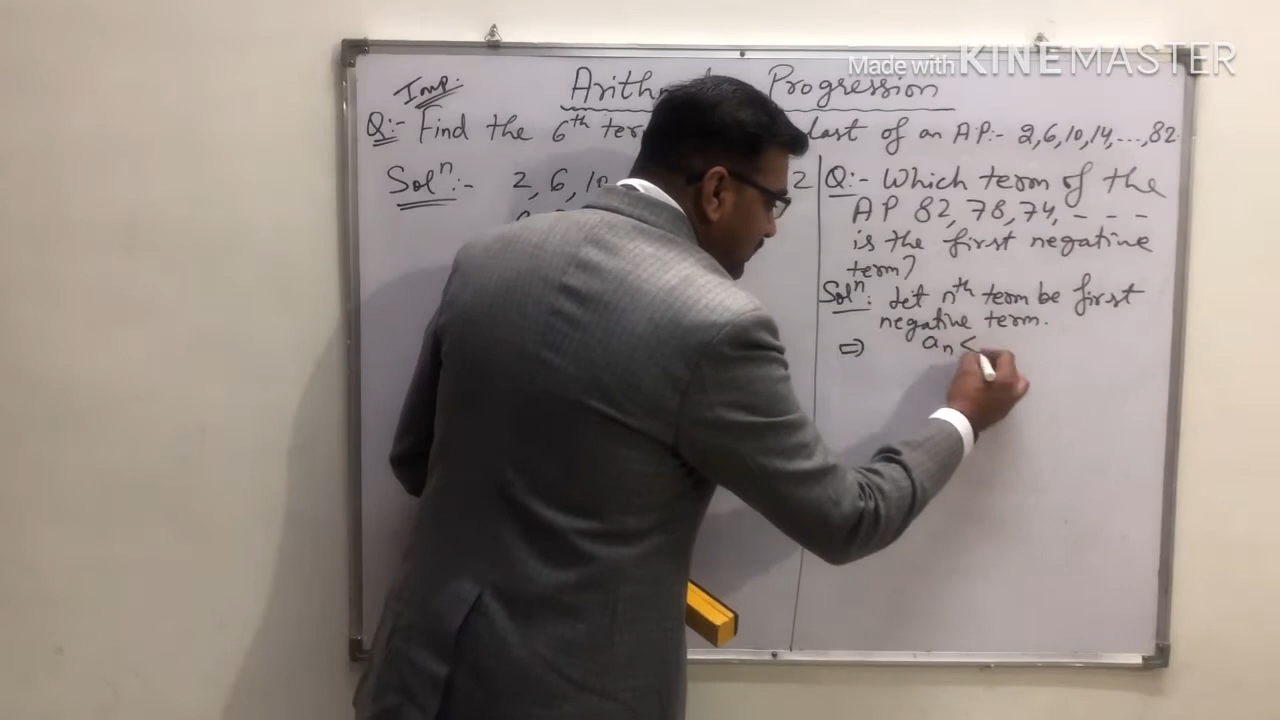 Made with KINEMASTER
Imp:
Arith Progression
Q:- Find the 6th ter last of an AP:- 2,6,10,14...,82.
Soln:- 2, 6, 10 2
Q:- Which term of the
AP 82, 78, 74, - - -
is the first negative
term?
Soln: Let nth term be first
negative term.
⇒ an <